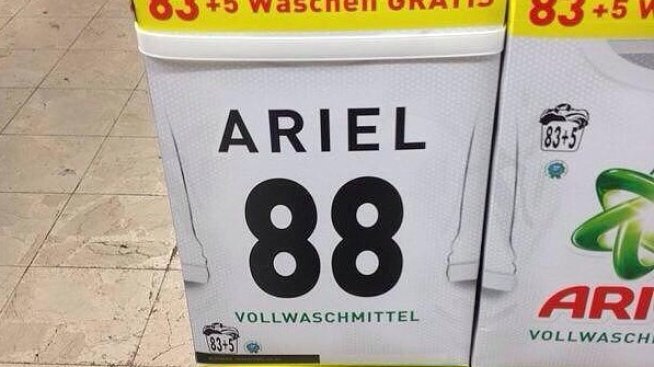 83 +5 Waschen GRATIS
83 +5 W
ARIEL
88
VOLLWASCHMITTEL
83+5
83+5
ARI
VOLLWASCH